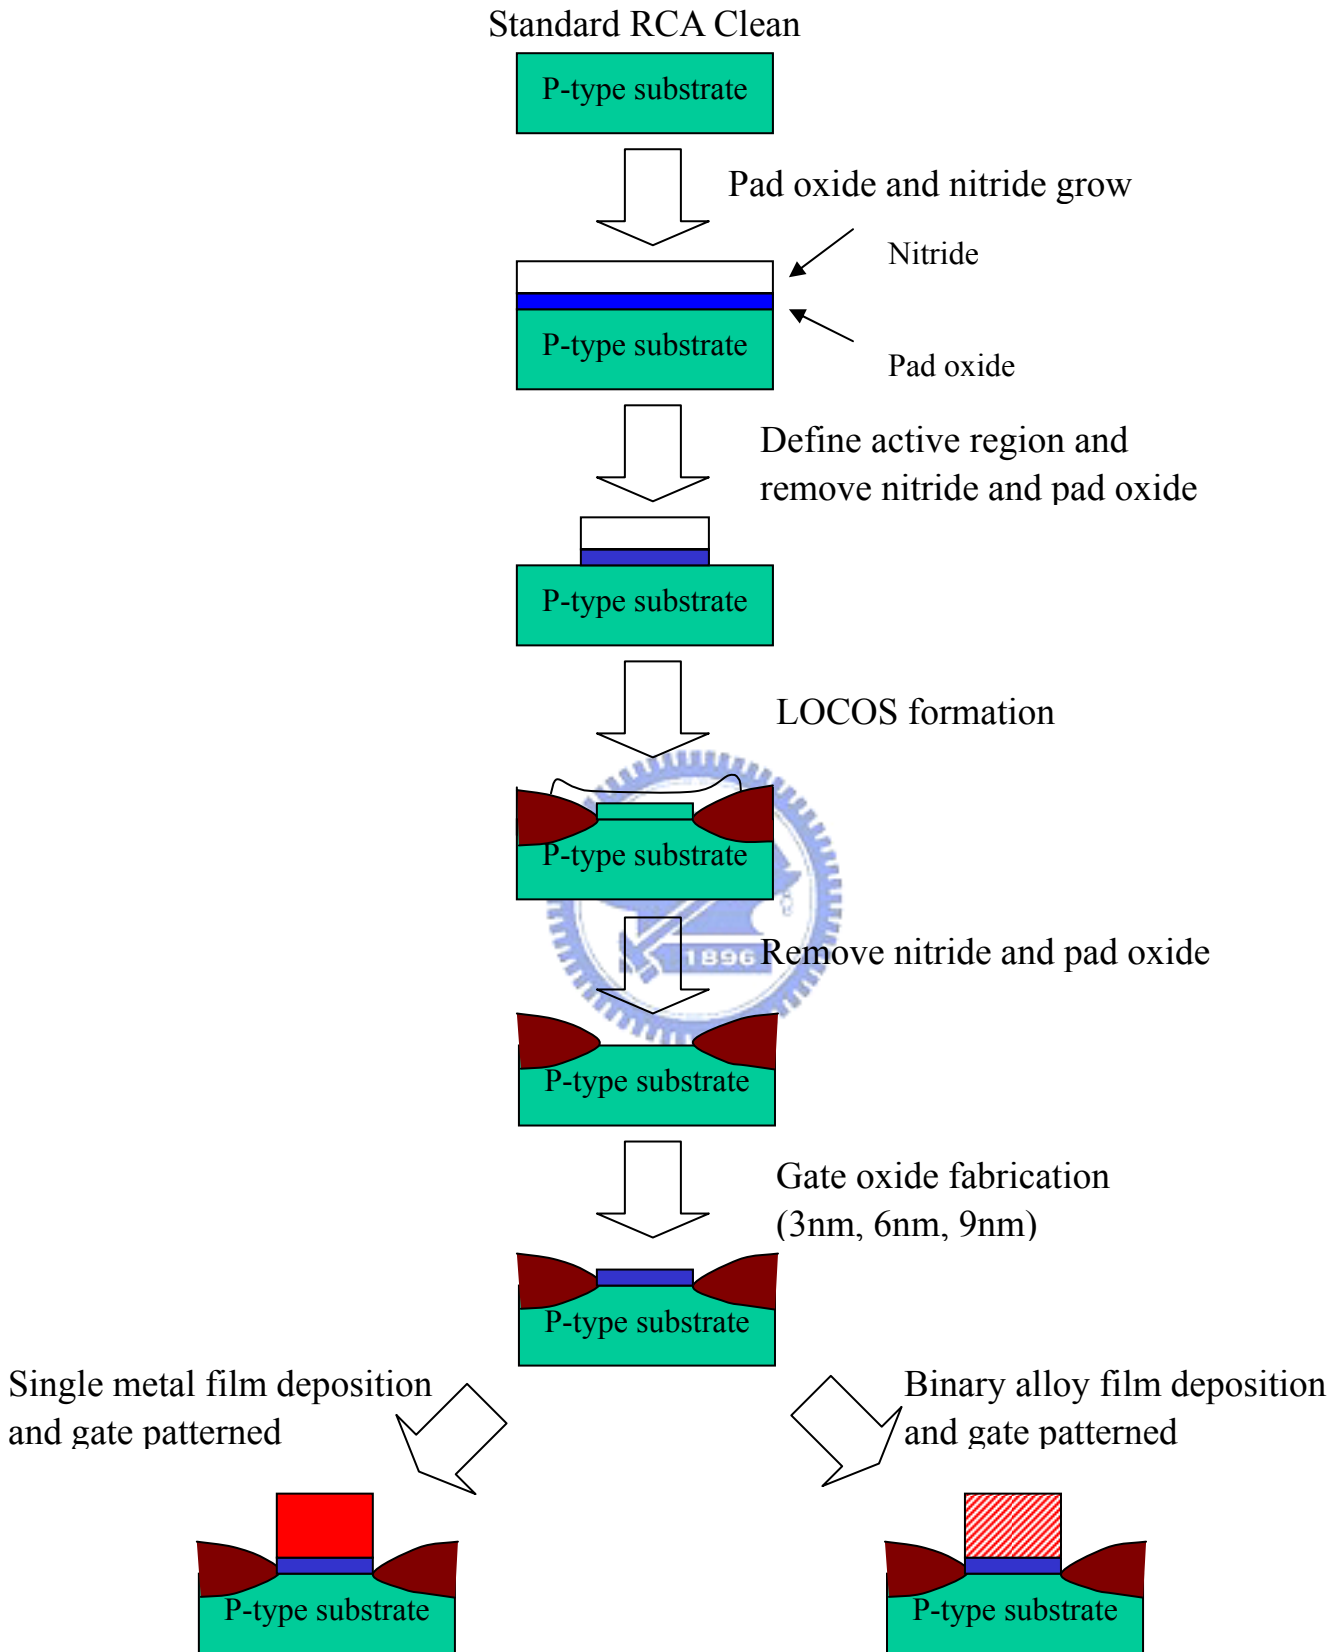 Standard RCA Clean
P-type substrate
Pad oxide and nitride grow
Nitride
P-type substrate
Pad oxide
Define active region and
remove nitride and pad oxide
P-type substrate
LOCOS formation
P-type substrate
1896
Remove nitride and pad oxide
P-type substrate
Gate oxide fabrication
(3nm, 6nm, 9nm)
P-type substrate
Single metal film deposition
and gate patterned
Binary alloy film deposition
and gate patterned
P-type substrate
P-type substrate